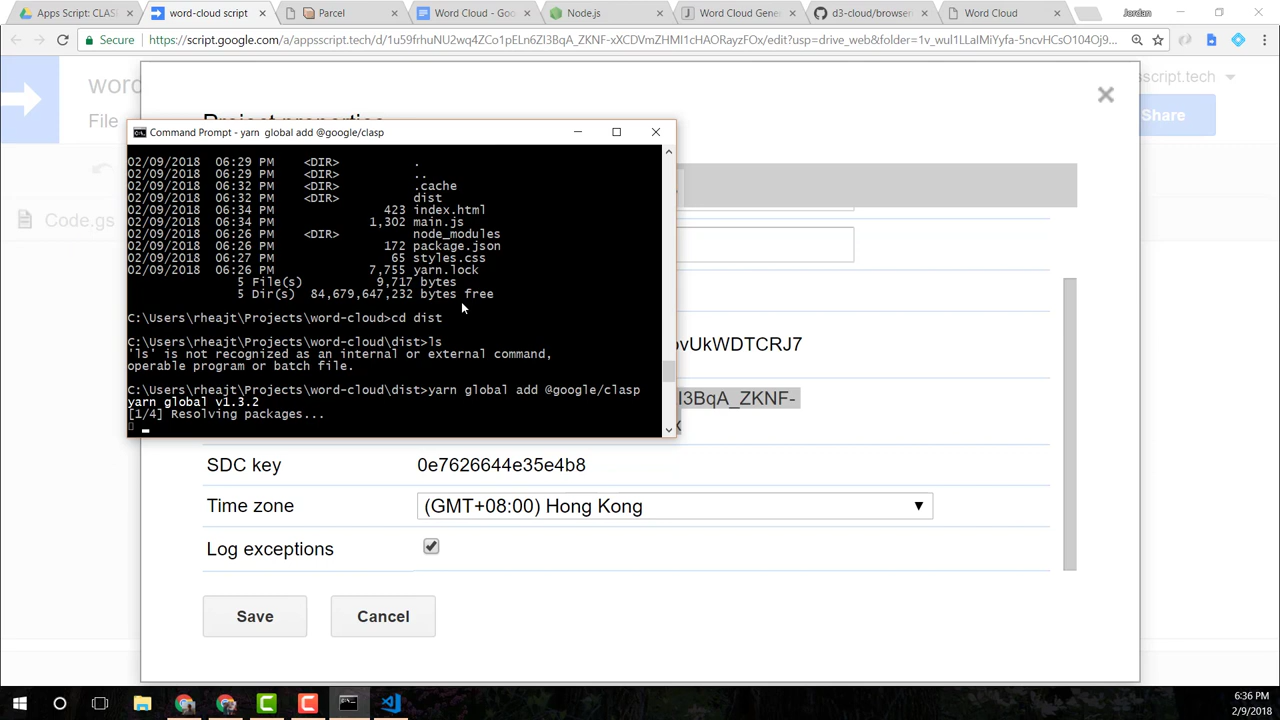 Apps Script: CLAS
word-cloud script
Parcel
Word Cloud - Goo
Node.js
Word Cloud Gene
d3-cloud/browser
Word Cloud
Jordan
Secure
https://script.google.com/a/appsscript.tech/d/1u59frhuNU2wq4ZCo1pELn6ZI3BqA_ZKNF-xXCDVmZHMI1cHAORayzFOx/edit?usp=drive_web&folder=1v_wul1LLaIMiYyfa-5ncvHCsO104Oj9...
word
script.tech
File
Share
Project properties
Code.gs
Command Prompt - yarn global add @google/clasp
02/09/2018 06:29 PM <DIR> .
02/09/2018 06:29 PM <DIR> ..
02/09/2018 06:32 PM <DIR> .cache
02/09/2018 06:32 PM <DIR> dist
02/09/2018 06:34 PM 423 index.html
02/09/2018 06:34 PM 1,302 main.js
02/09/2018 06:26 PM <DIR> node_modules
02/09/2018 06:26 PM 172 package.json
02/09/2018 06:27 PM 65 styles.css
02/09/2018 06:26 PM 7,755 yarn.lock
5 File(s) 9,717 bytes
5 Dir(s) 84,679,647,232 bytes free
C:\Users\rheajt\Projects\word-cloud>cd dist
C:\Users\rheajt\Projects\word-cloud\dist>ls
'ls' is not recognized as an internal or external command,
operable program or batch file.
C:\Users\rheajt\Projects\word-cloud\dist>yarn global add @google/clasp
yarn global v1.3.2
[1/4] Resolving packages...
ovUkWDTCRJ7
I3BqA_ZKNF-
x
SDC key 0e7626644e35e4b8
Time zone (GMT+08:00) Hong Kong
Log exceptions
Save
Cancel
6:36 PM
2/9/2018